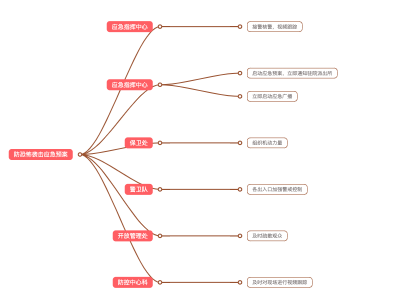 应急指挥中心
接警核警、视频跟踪
应急指挥中心
启动应急预案、立即通知驻院派出所
立即启动应急广播
防恐袭击应急预案
保卫处
组织机动力量
警卫队
各出入口加强警戒控制
开放管理处
及时疏散观众
防控中心科
及时对现场进行视频跟踪